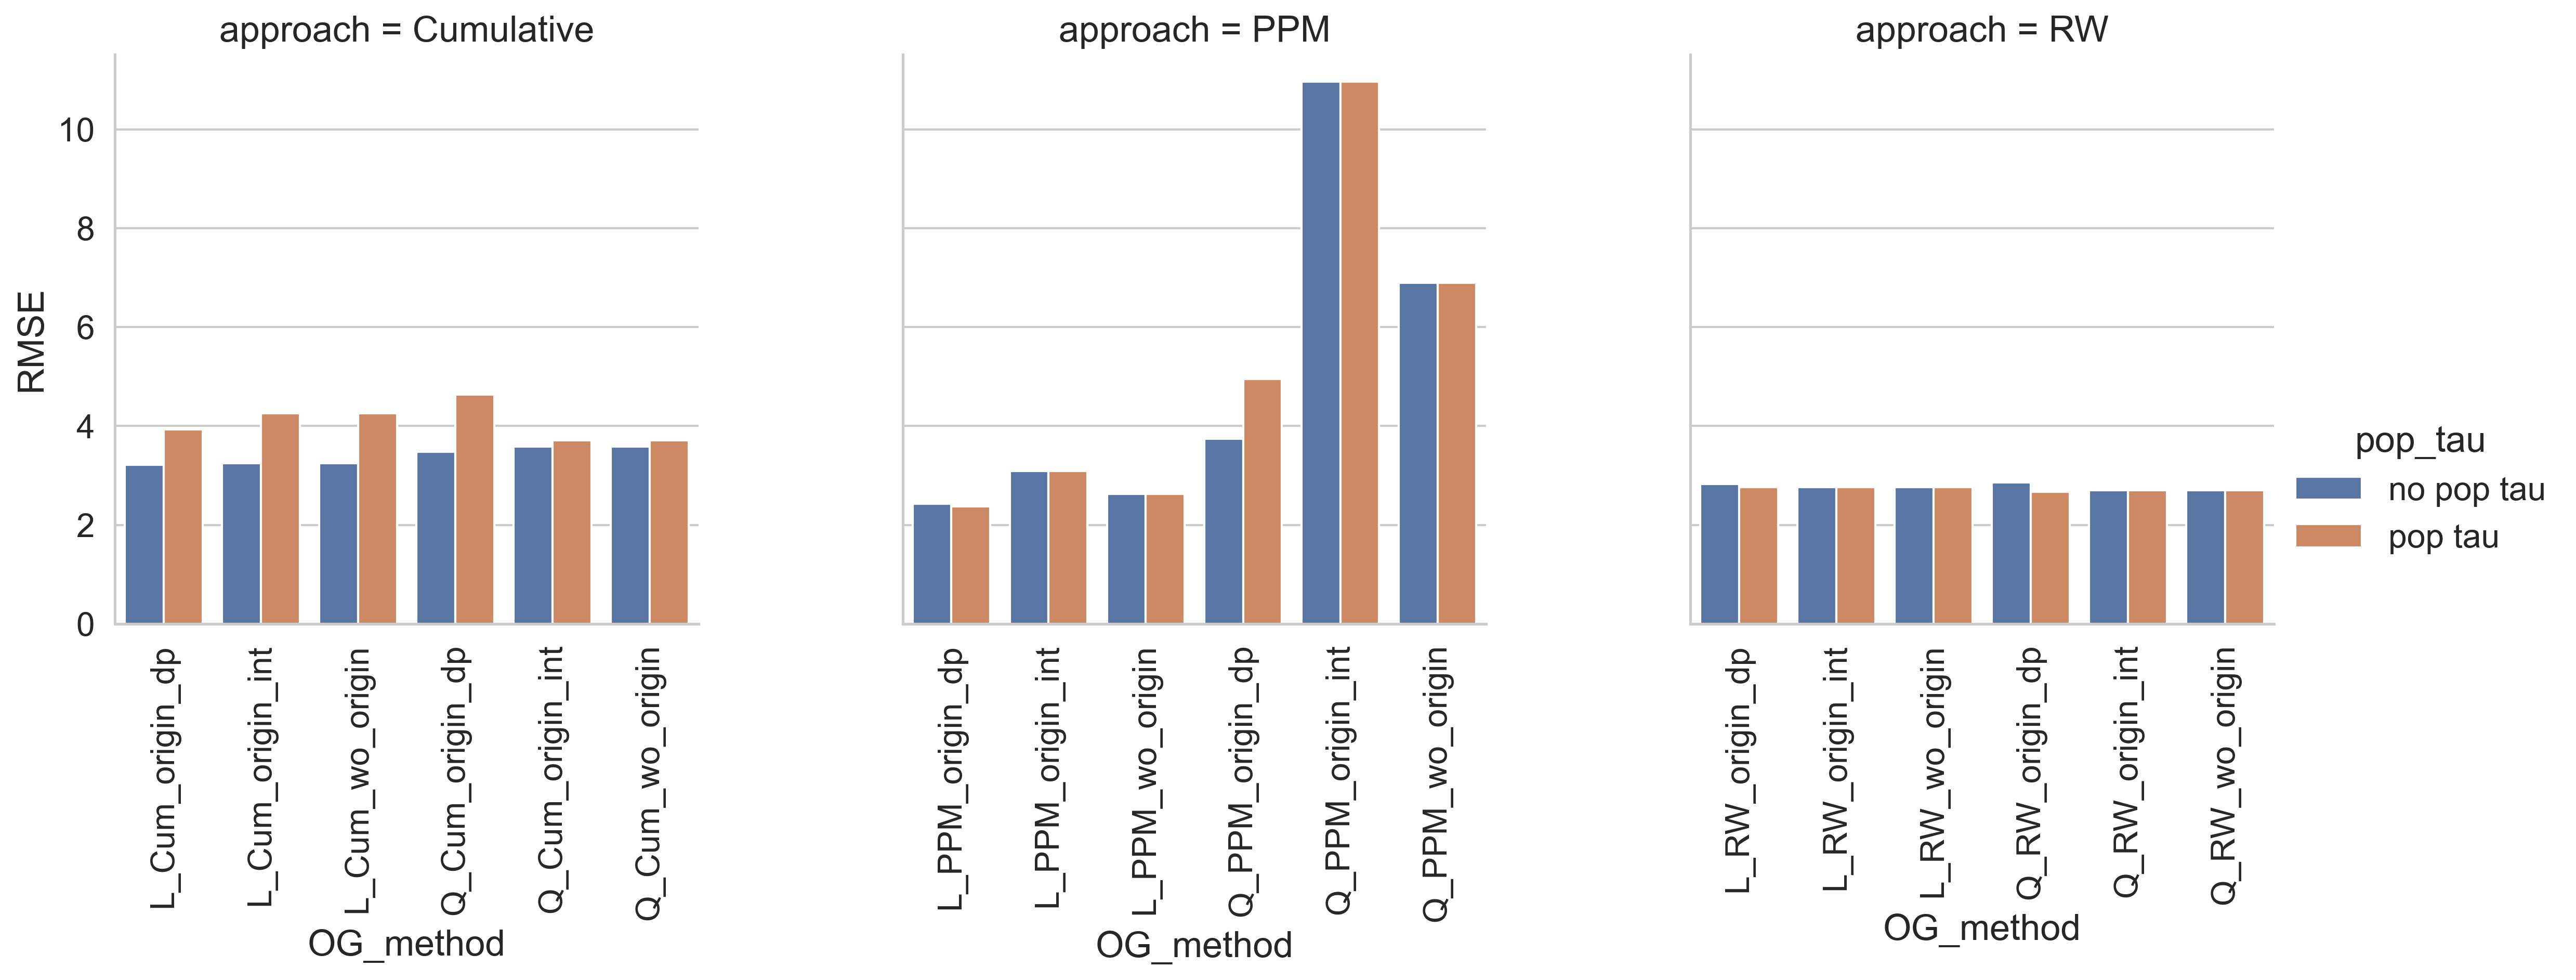 approach = Cumulative
approach = PPM
approach = RW
RMSE
10
8
6
4
2
0
L_Cum_origin_dp
L_Cum_origin_int
L_Cum_wo_origin
Q_Cum_origin_dp
Q_Cum_origin_int
Q_Cum_wo_origin
OG_method
L_PPM_origin_dp
L_PPM_origin_int
L_PPM_wo_origin
Q_PPM_origin_dp
Q_PPM_origin_int
Q_PPM_wo_origin
OG_method
L_RW_origin_dp
L_RW_origin_int
L_RW_wo_origin
Q_RW_origin_dp
Q_RW_origin_int
Q_RW_wo_origin
OG_method
pop_tau
no pop tau
pop tau